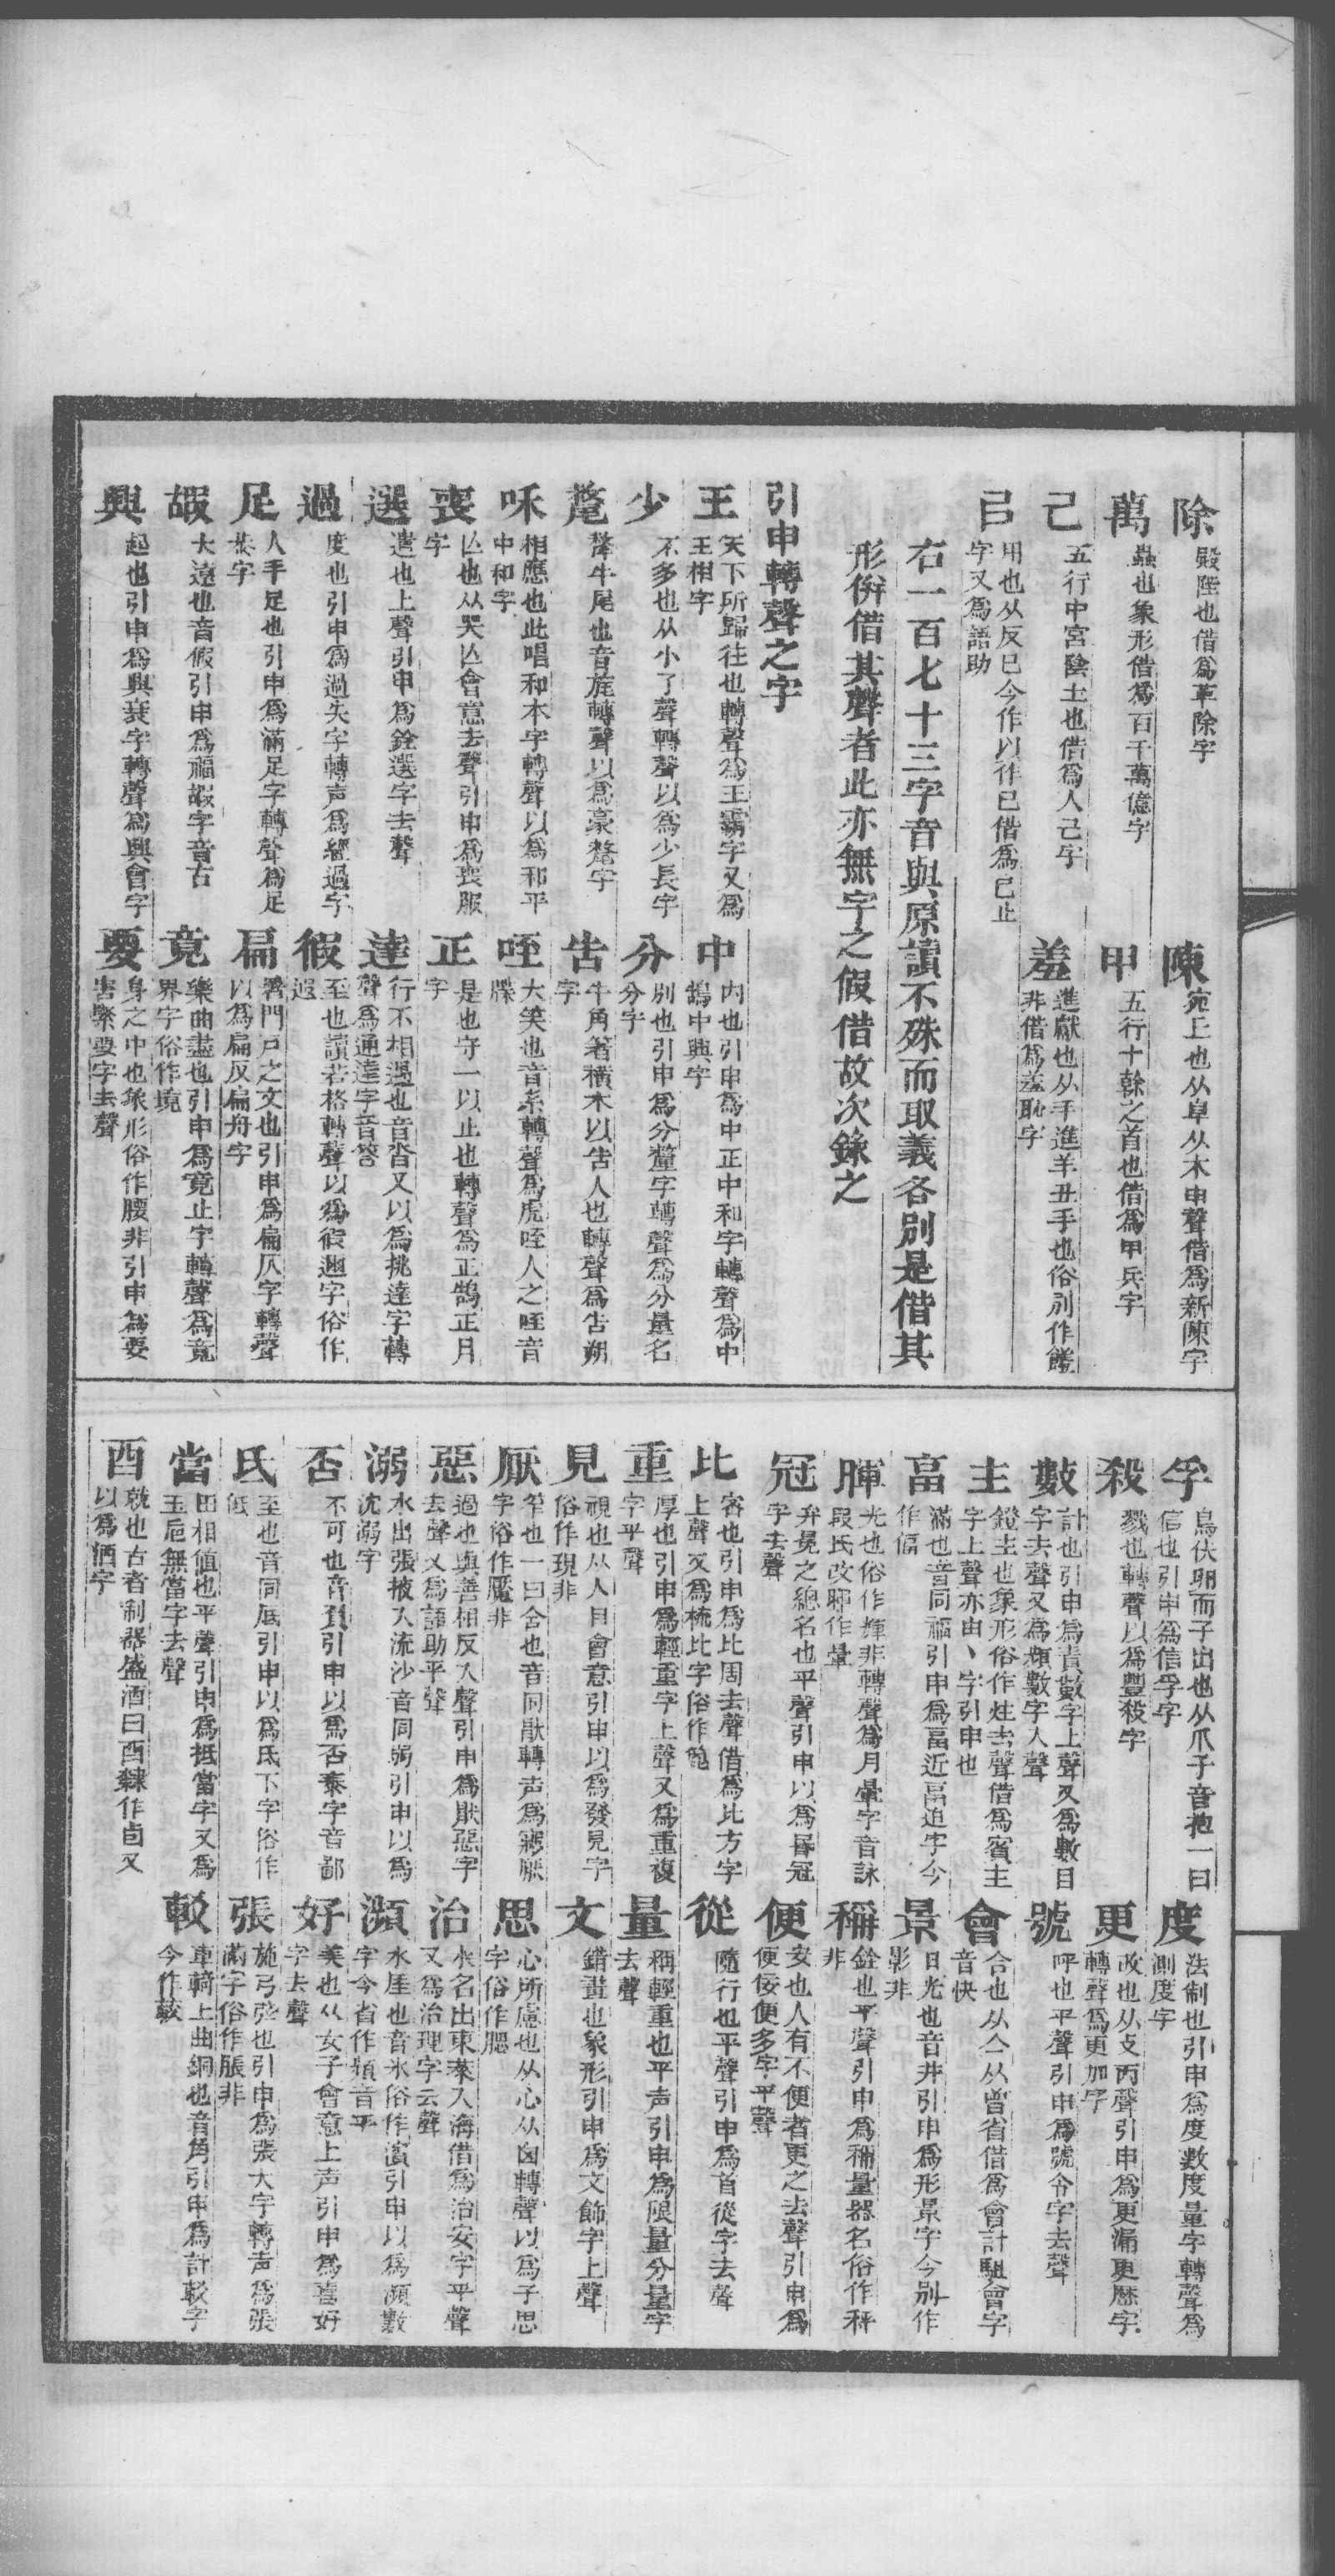 除 殿陛也借爲革除字
陳 宛丘也从𨸏从木申聲借爲新陳字
萬 蟲也象形借爲百千萬億字
甲 五行十榦之首也借爲甲兵字
己 五行中宮陰土也借爲人己字
羞 進獻也从手進羊丑手也俗別作饈非借爲羞恥字
㠯 用也从反巳今作以作已借爲已止字又爲語助
右一百七十三字音與原讀不殊而取義各別是借其
形併借其聲者此亦無字之假借故次錄之
引申轉聲之字
王 天下所歸往也轉聲爲王霸字又爲王相字
中 內也引申爲中正中和字轉聲爲中鵠中興字
少 不多也从小丿聲轉聲以爲少長字
分 別也引申爲分釐字轉聲爲分量名分字
氂 犛牛尾也音旄轉聲以爲豪氂字
告 牛角著橫木以告人也轉聲爲告朔字
咊 相應也此唱和本字轉聲以爲和平中和字
咥 大笑也音系轉聲爲虎咥人之咥音牒
喪 亾也从哭亾會意去聲引申爲喪服字
正 是也守一以止也轉聲爲正鵠正月字
選 遣也上聲引申爲銓選字去聲
達 行不相遇也音沓又以爲挑達字轉聲爲通達字音荅
過 度也引申爲過失字轉声爲經過字
徦 至也讀若格轉聲以爲徦邇字俗作遐
足 人手足也引申爲滿足字轉聲爲足恭字
扁 署門戶之文也引申爲扁仄字轉聲以爲扁反扁舟字
嘏 大遠也音假引申爲福嘏字音古
竟 樂曲盡也引申爲竟止字轉聲爲竟界字俗作境
興 起也引申爲興衰字轉聲爲興會字
要 身之中也象形俗作腰非引申爲要害樂要字去聲
孚 鳥伏卵而子出也从爪子音抱一曰信也引申爲信孚字
度 法制也引申爲度數度量字轉聲爲測度字
殺 戮也轉聲以爲豐殺字
更 改也从攴丙聲引申爲更漏更歷字轉聲爲更加字
數 計也引申爲責數字上聲又爲數目字去聲又為頻數字入聲
號 呼也平聲引申爲號令字去聲
主 鐙主也象形俗作炷去聲借爲賓主字上聲亦由丶字引申也
會 合也从亼从曾省借爲會計駔會字音快
畐 滿也音同福引申爲畐近畐迫字今作偪
景 日光也音井引申爲形景字今別作影非
暉 光也俗作輝非轉聲爲月暈字音訹段氏改暉作暈
稱 銓也平聲引申爲稱量器名俗作秤非
冠 弁冕之總名也平聲引申以爲冔冠字去聲
便 安也人有不便者更之去聲引申爲便佞便多字平聲
比 密也引申爲比周去聲借爲比方字上聲又爲梳比字俗作篦
從 隨行也平聲引申爲首從字去聲
重 厚也引申爲輕重字上聲又爲重複字平聲
量 稱輕重也平声引申爲限量分量字去聲
見 視也从人目會意引申以爲發見字俗作現非
文 錯畫也象形引申爲文飾字上聲
厭 笮也一曰合也音同猒轉声爲寤厭字俗作魘非
思 心所慮也从心从囟轉聲以爲于思字俗作腮
惡 過也與善相反入聲引申爲猒惡字去聲又爲語助平聲
治 水名出東萊入海借爲治安字平聲又爲治理字去聲
溺 水出張掖入流沙音同弱引申以爲沈溺字
瀕 水厓也音水俗作濱引申以爲瀕數字今省作頻音平
否 不可也音負引申以爲否泰字音鄙
好 美也从女子會意上声引申爲喜好字去聲
氐 至也音同厎引申以爲氐下字俗作低
張 施弓弦也引申爲張大字轉声爲張滿字俗作脹非
當 田相值也平聲引申爲抵當字又爲玉卮無當字去聲
較 車輢上曲銅也音角引申爲計較字今作較
酉 就也古者制器盛酒曰酉隸作卣又以爲酒字